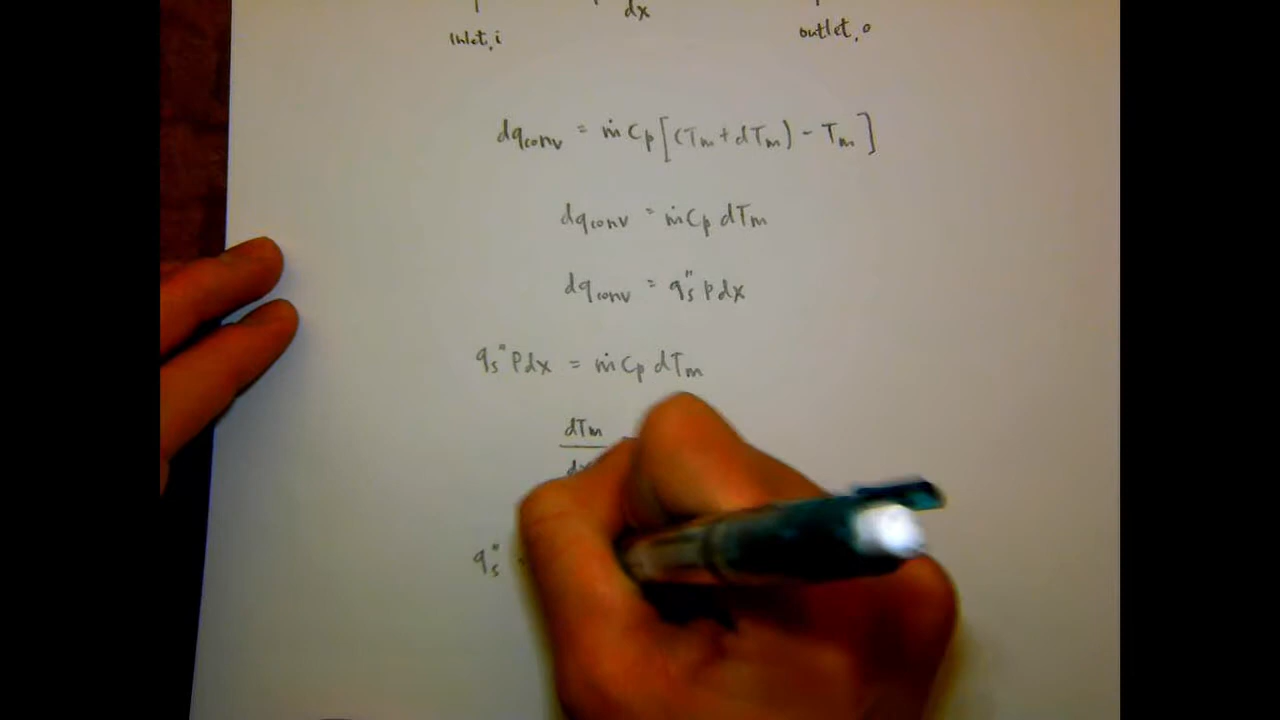 dx
Inlet,i outlet,o
dq_conv = ṁ C_p [(T_m + dT_m) - T_m]
dq_conv = ṁ C_p dT_m
dq_conv = q_s" P dx
q_s" P dx = ṁ C_p dT_m
dT_m
dx
q_s"